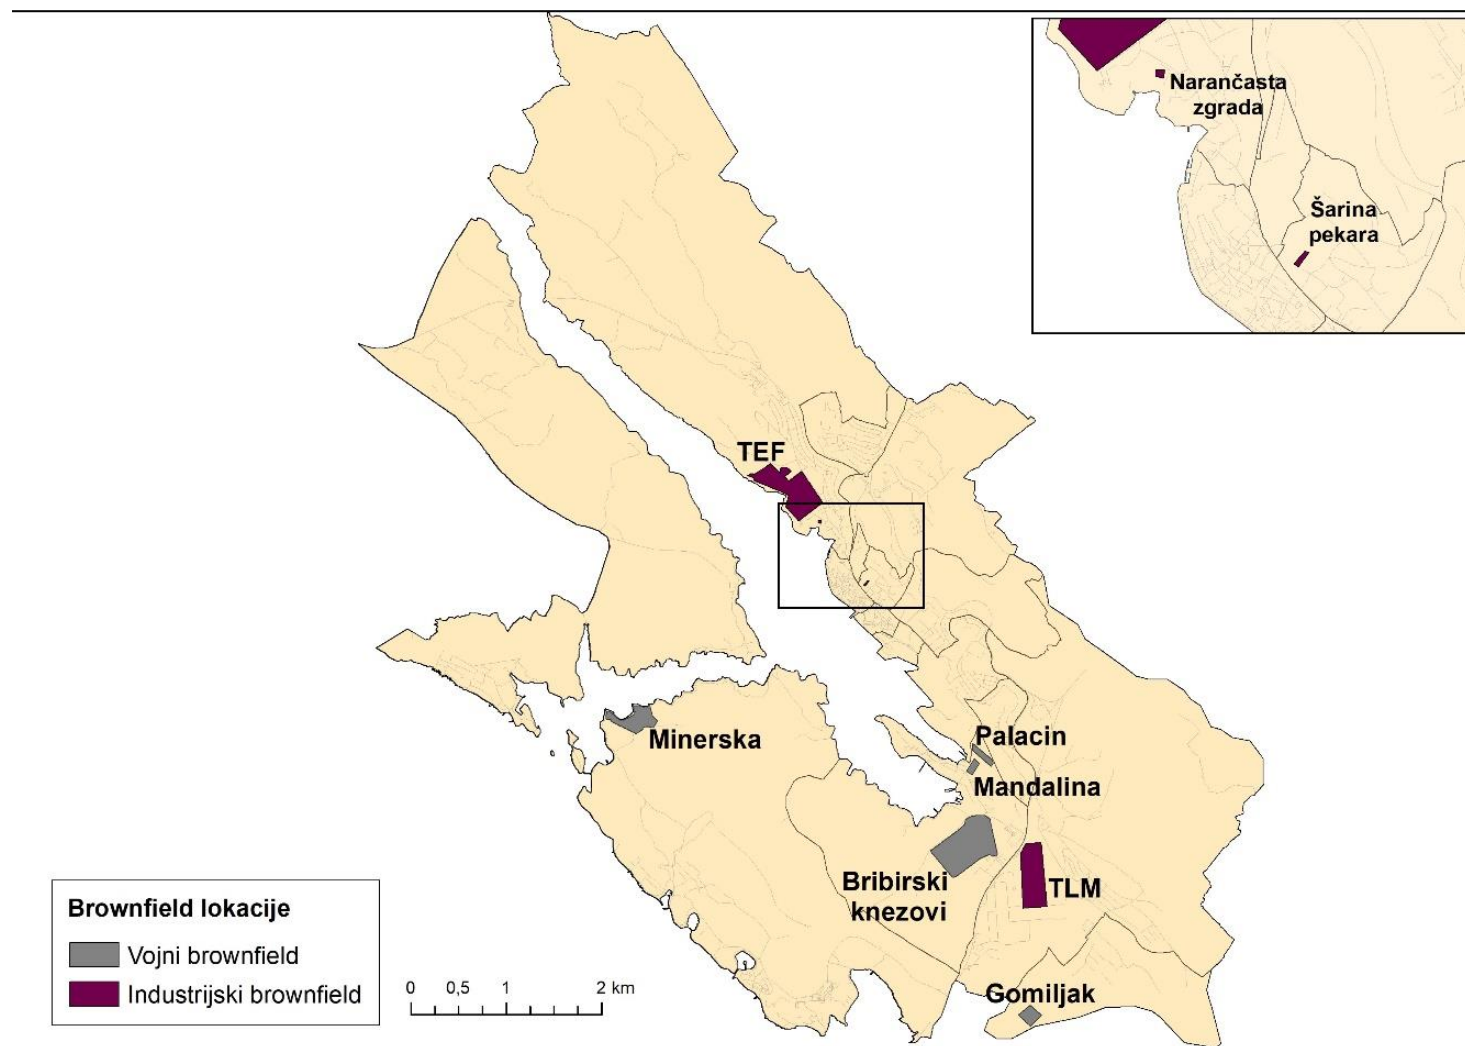 Narančasta
zgrada
Šarina
pekara
TEF
Minerska
Palacin
Mandalina
Bribirski
knezovi
TLM
Gomiljak
Brownfield lokacije
Vojni brownfield
Industrijski brownfield
0 0,5 1 2 km